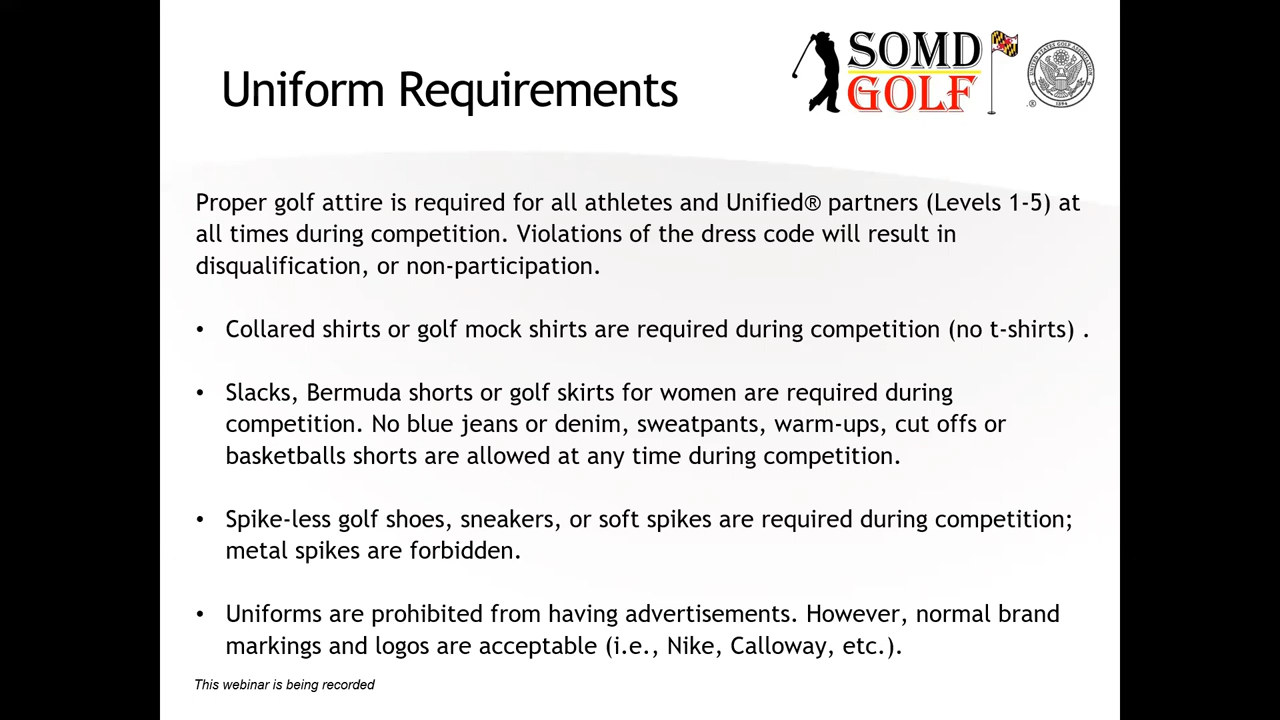 Uniform Requirements
SOMD
GOLF
Proper golf attire is required for all athletes and Unified® partners (Levels 1-5) at
all times during competition. Violations of the dress code will result in
disqualification, or non-participation.
• Collared shirts or golf mock shirts are required during competition (no t-shirts) .
• Slacks, Bermuda shorts or golf skirts for women are required during
competition. No blue jeans or denim, sweatpants, warm-ups, cut offs or
basketballs shorts are allowed at any time during competition.
• Spike-less golf shoes, sneakers, or soft spikes are required during competition;
metal spikes are forbidden.
• Uniforms are prohibited from having advertisements. However, normal brand
markings and logos are acceptable (i.e., Nike, Calloway, etc.).
This webinar is being recorded